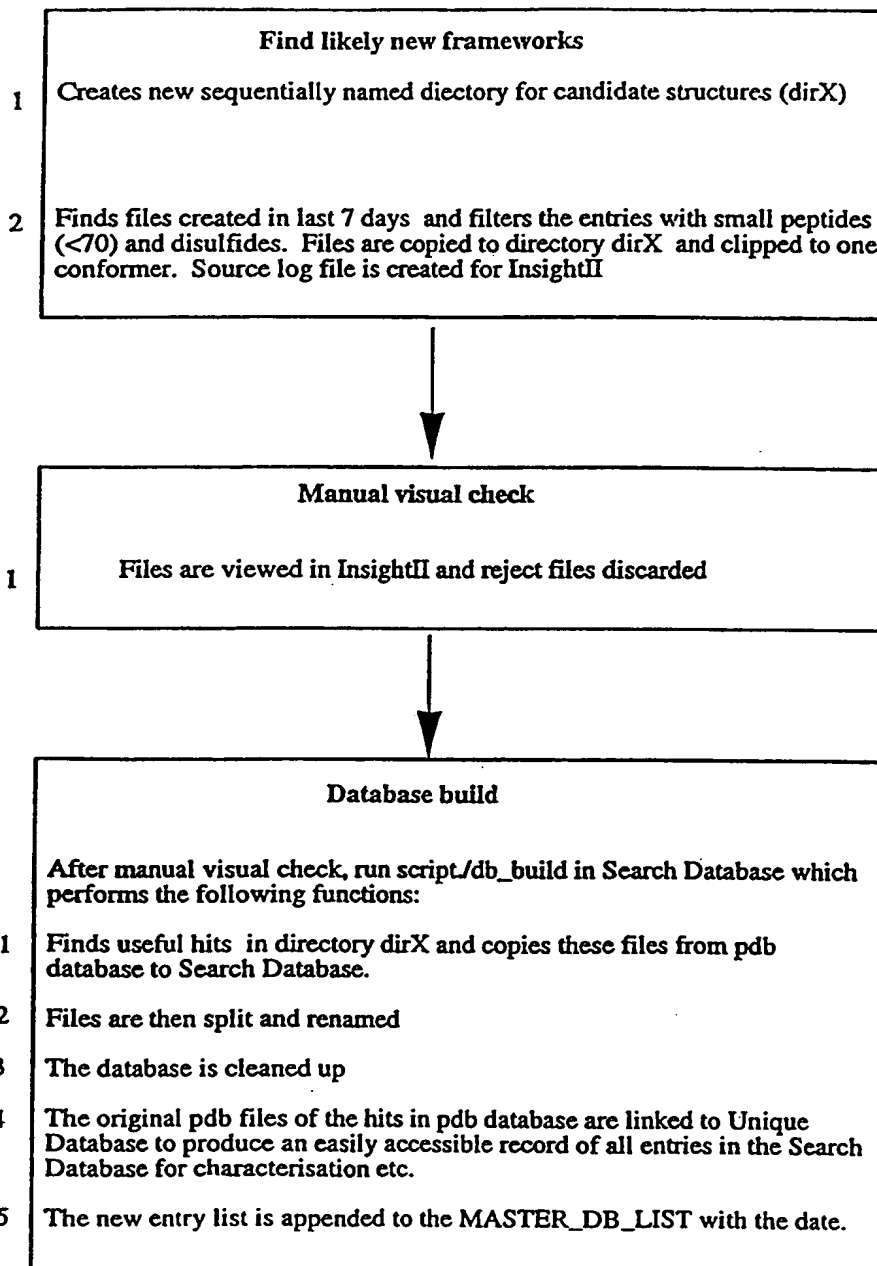 Find likely new frameworks
1 Creates new sequentially named diectory for candidate structures (dirX)
2 Finds files created in last 7 days and filters the entries with small peptides
(<70) and disulfides. Files are copied to directory dirX and clipped to one
conformer. Source log file is created for InsightII
Manual visual check
1 Files are viewed in InsightII and reject files discarded
Database build
After manual visual check, run script./db_build in Search Database which
performs the following functions:
1 Finds useful hits in directory dirX and copies these files from pdb
database to Search Database.
2 Files are then split and renamed
3 The database is cleaned up
4 The original pdb files of the hits in pdb database are linked to Unique
Database to produce an easily accessible record of all entries in the Search
Database for characterisation etc.
5 The new entry list is appended to the MASTER_DB_LIST with the date.